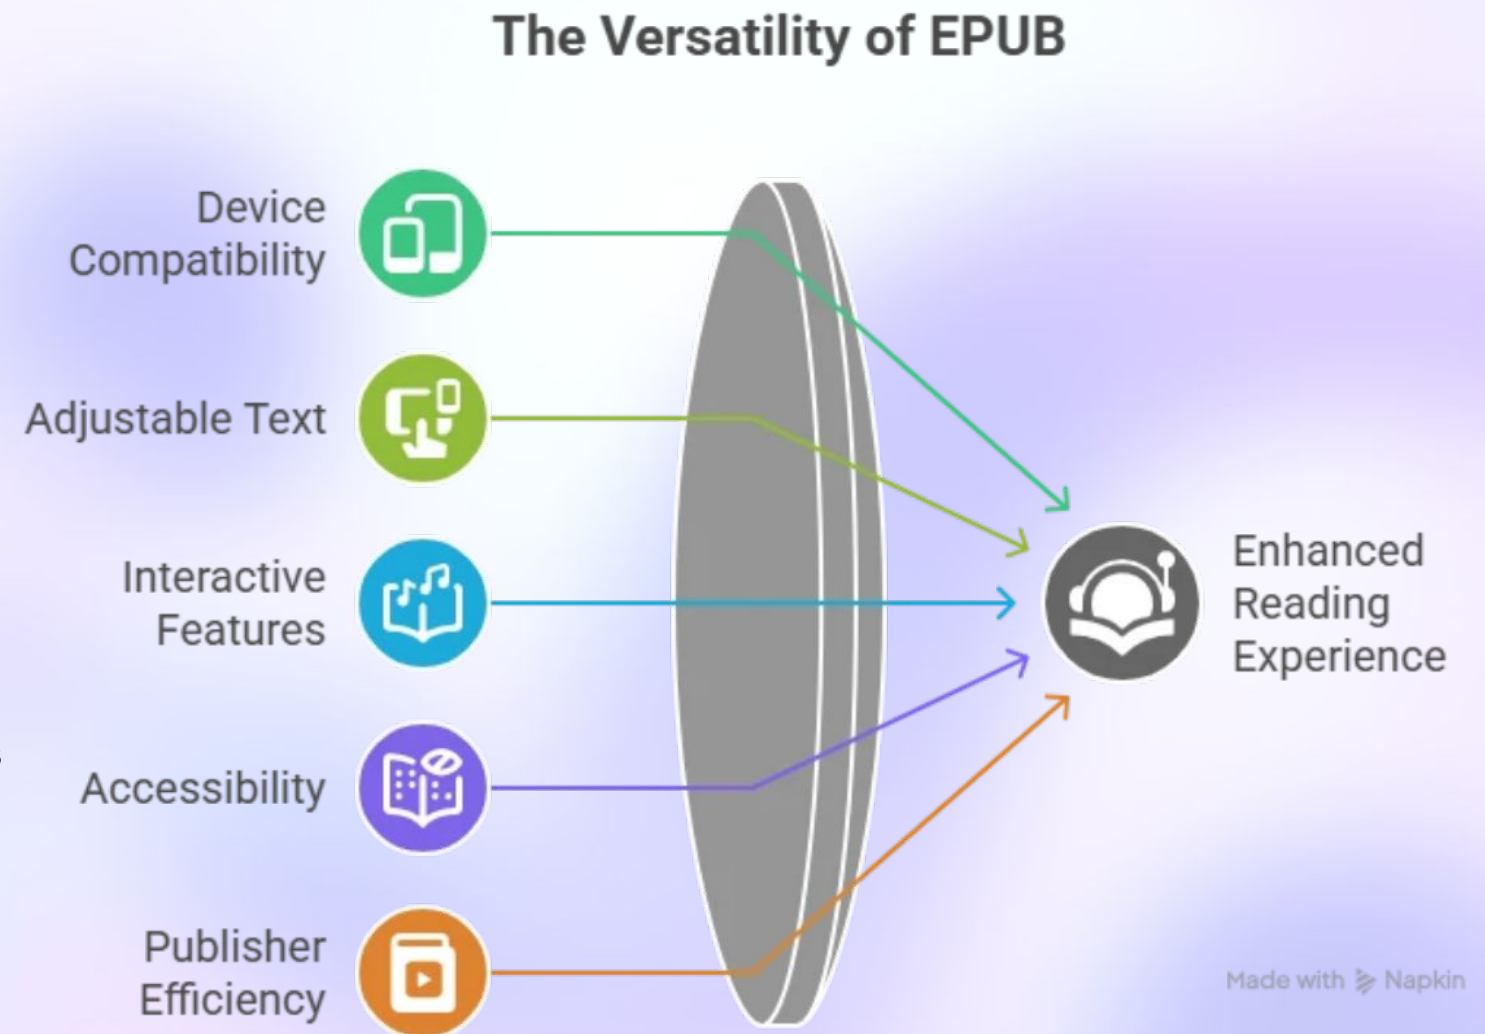 The Versatility of EPUB
Device
Compatibility
Adjustable Text
Interactive
Features
Accessibility
Publisher
Efficiency
Enhanced
Reading
Experience
Made with Napkin